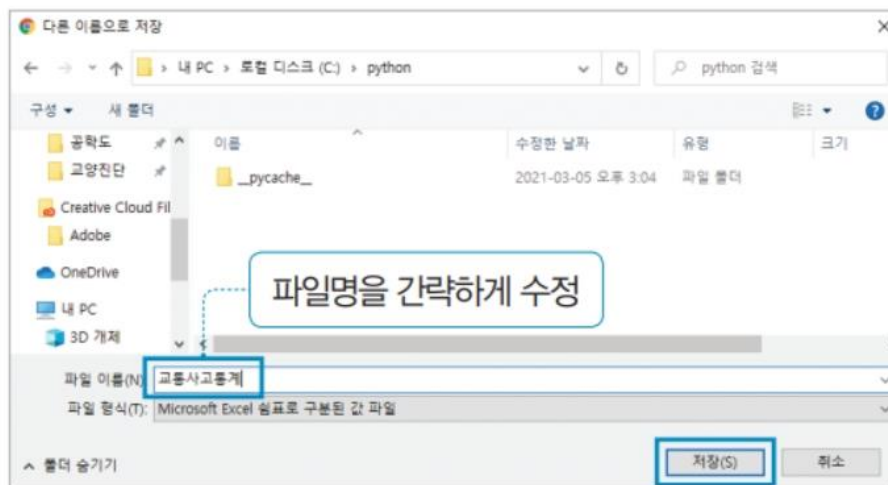 다른 이름으로 저장
내 PC > 로컬 디스크 (C:) > python
python 검색
구성
새 폴더
이름
수정한 날짜
유형
크기
공학도
교양진단
__pycache__
2021-03-05 오후 3:04
파일 폴더
Creative Cloud Fil
Adobe
OneDrive
내 PC
3D 개체
파일명을 간략하게 수정
파일 이름(N)
교통사고통계
파일 형식(T):
Microsoft Excel 쉼표로 구분된 값 파일
폴더 숨기기
저장(S)
취소